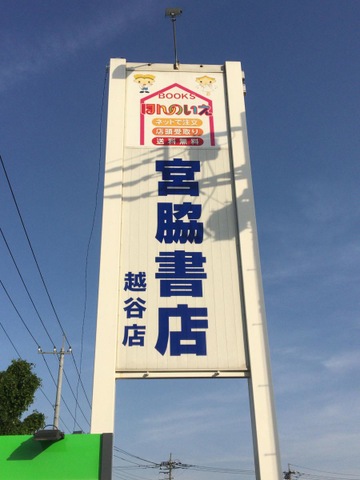 BOOKS
ほんのいえ
ネットで注文
店頭受取り
送料無料
宮脇書店
越谷店